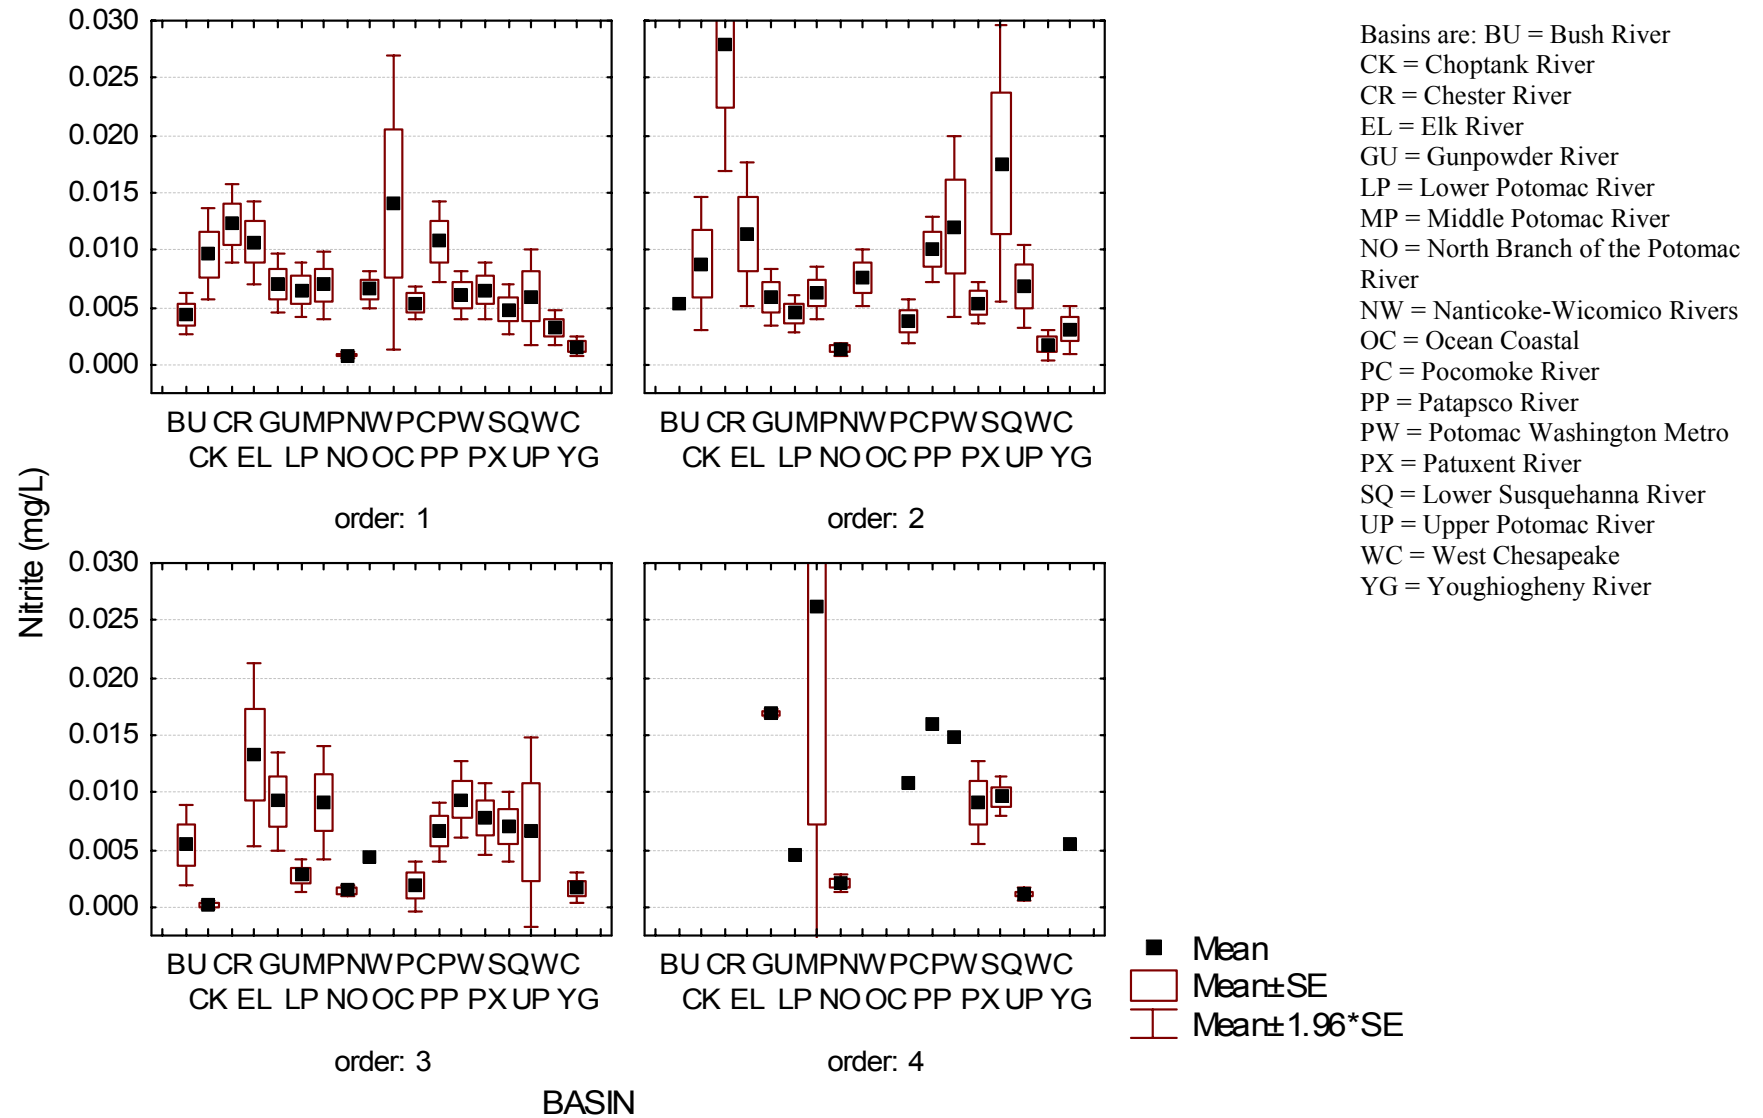 0.030
0.025
0.020
0.015
0.010
0.005
0.000
BU CR GU MP NW PC PW SQ WC
CK EL LP NO OC PP PX UP YG
order: 1
BU CR GU MP NW PC PW SQ WC
CK EL LP NO OC PP PX UP YG
order: 2
Basins are: BU = Bush River
CK = Choptank River
CR = Chester River
EL = Elk River
GU = Gunpowder River
LP = Lower Potomac River
MP = Middle Potomac River
NO = North Branch of the Potomac
River
NW = Nanticoke-Wicomico Rivers
OC = Ocean Coastal
PC = Pocomoke River
PP = Patapsco River
PW = Potomac Washington Metro
PX = Patuxent River
SQ = Lower Susquehanna River
UP = Upper Potomac River
WC = West Chesapeake
YG = Youghiogheny River
Nitrite (mg/L)
0.030
0.025
0.020
0.015
0.010
0.005
0.000
BU CR GU MP NW PC PW SQ WC
CK EL LP NO OC PP PX UP YG
order: 3
BU CR GU MP NW PC PW SQ WC
CK EL LP NO OC PP PX UP YG
order: 4
BASIN
Mean
Mean±SE
Mean±1.96*SE